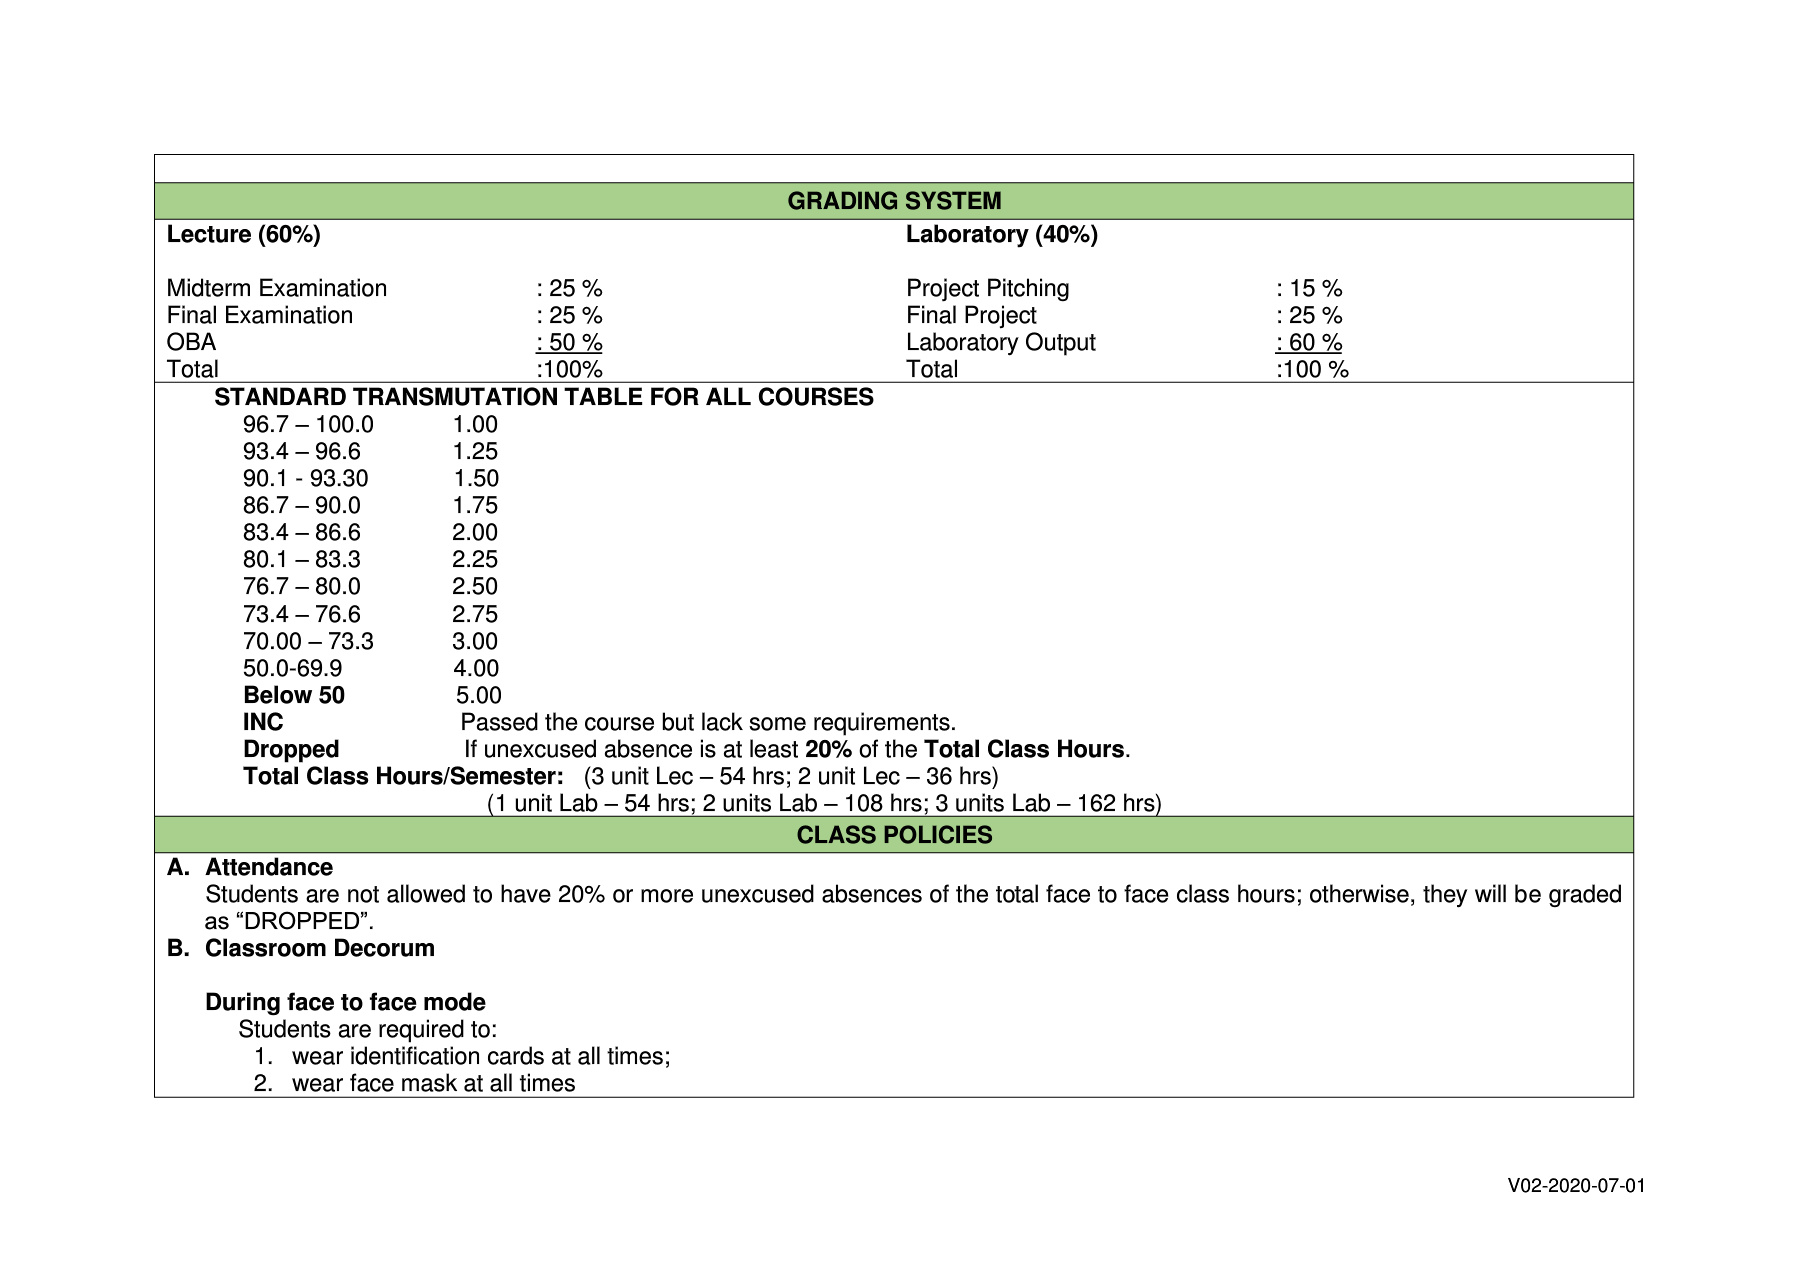 GRADING SYSTEM
Lecture (60%) Laboratory (40%)
Midterm Examination : 25 % Project Pitching : 15 %
Final Examination : 25 % Final Project : 25 %
OBA : 50 % Laboratory Output : 60 %
Total :100% Total :100 %
STANDARD TRANSMUTATION TABLE FOR ALL COURSES
96.7 – 100.0 1.00
93.4 – 96.6 1.25
90.1 - 93.30 1.50
86.7 – 90.0 1.75
83.4 – 86.6 2.00
80.1 – 83.3 2.25
76.7 – 80.0 2.50
73.4 – 76.6 2.75
70.00 – 73.3 3.00
50.0-69.9 4.00
Below 50 5.00
INC Passed the course but lack some requirements.
Dropped If unexcused absence is at least 20% of the Total Class Hours.
Total Class Hours/Semester: (3 unit Lec – 54 hrs; 2 unit Lec – 36 hrs)
(1 unit Lab – 54 hrs; 2 units Lab – 108 hrs; 3 units Lab – 162 hrs)
CLASS POLICIES
A. Attendance
Students are not allowed to have 20% or more unexcused absences of the total face to face class hours; otherwise, they will be graded
as “DROPPED”.
B. Classroom Decorum
During face to face mode
Students are required to:
1. wear identification cards at all times;
2. wear face mask at all times
V02-2020-07-01